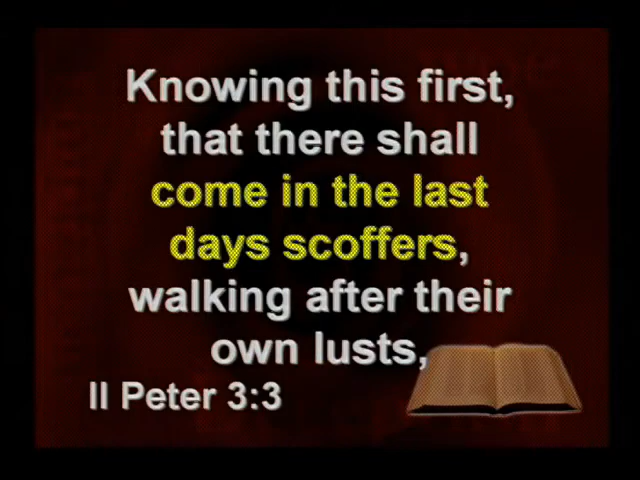 Knowing this first,
that there shall
come in the last
days scoffers,
walking after their
own lusts,
II Peter 3:3